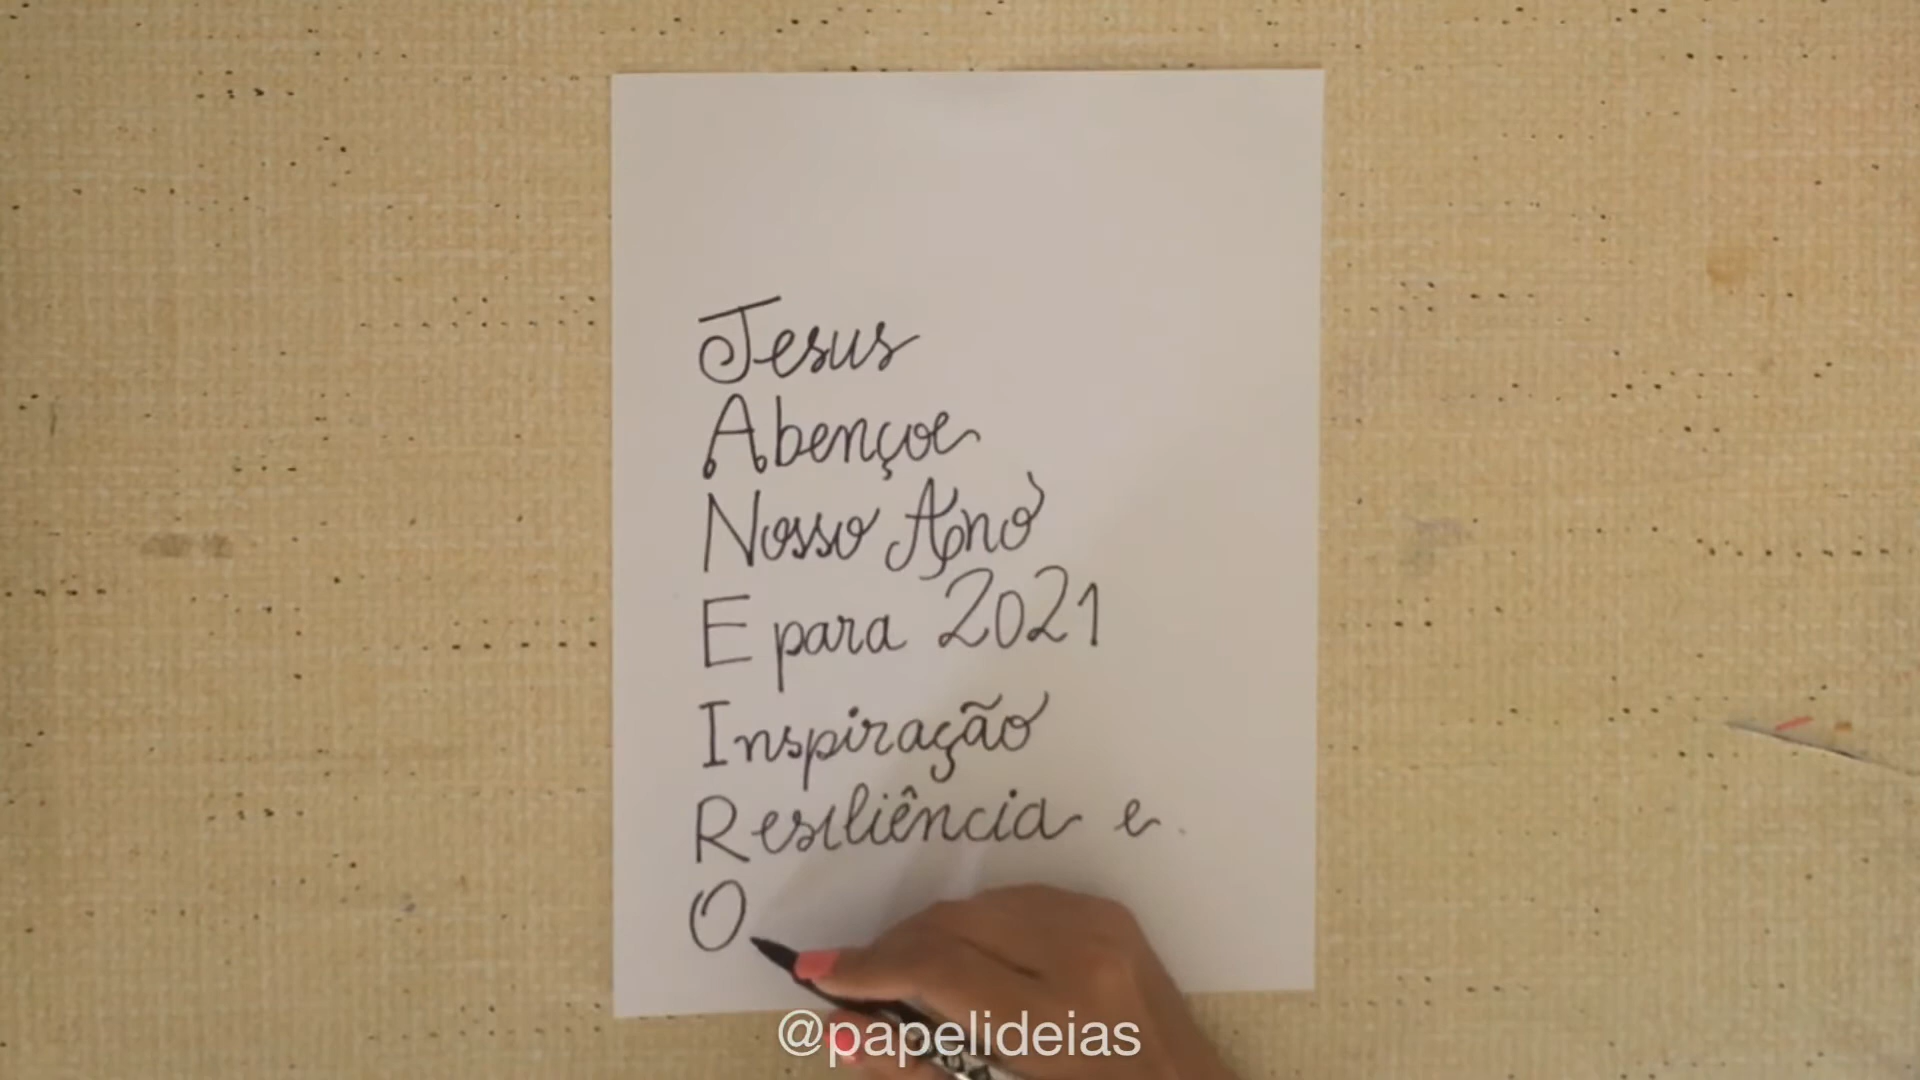 Jesus
Abençoe
Nosso Ano
E para 2021
Inspiração
Resiliência e
O
@papelideias